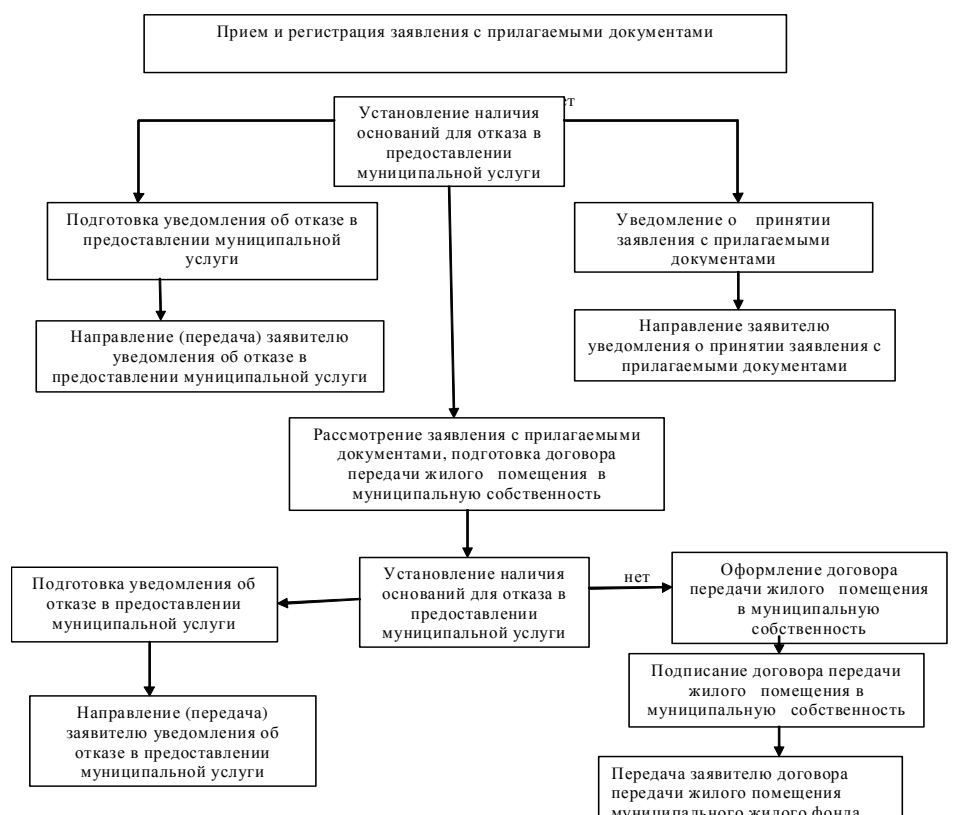 Прием и регистрация заявления с прилагаемыми документами
Установление наличия
оснований для отказа в
предоставлении
муниципальной услуги
Подготовка уведомления об отказе в
предоставлении муниципальной
услуги
Уведомление о принятии
заявления с прилагаемыми
документами
Направление (передача) заявителю
уведомления об отказе в
предоставлении муниципальной услуги
Направление заявителю
уведомления о принятии заявления с
прилагаемыми документами
Рассмотрение заявления с прилагаемыми
документами, подготовка договора
передачи жилого помещения в
муниципальную собственность
Подготовка уведомления об
отказе в предоставлении
муниципальной услуги
Установление наличия
оснований для отказа в
предоставлении
муниципальной услуги
нет
Оформление договора
передачи жилого помещения
в муниципальную
собственность
Подписание договора передачи
жилого помещения в
муниципальную собственность
Направление (передача)
заявителю уведомления об
отказе в предоставлении
муниципальной услуги
Передача заявителю договора
передачи жилого помещения
муниципального жилого фонда